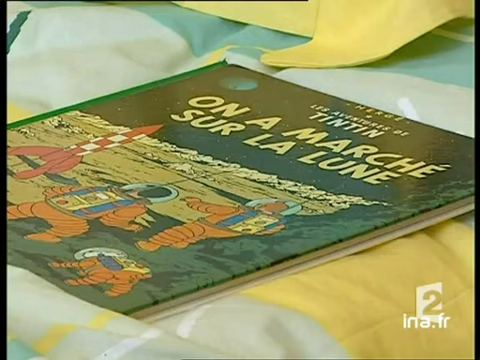 HERGÉ
LES AVENTURES DE
TINTIN
ON A MARCHÉ
SUR LA LUNE
2
ina.fr